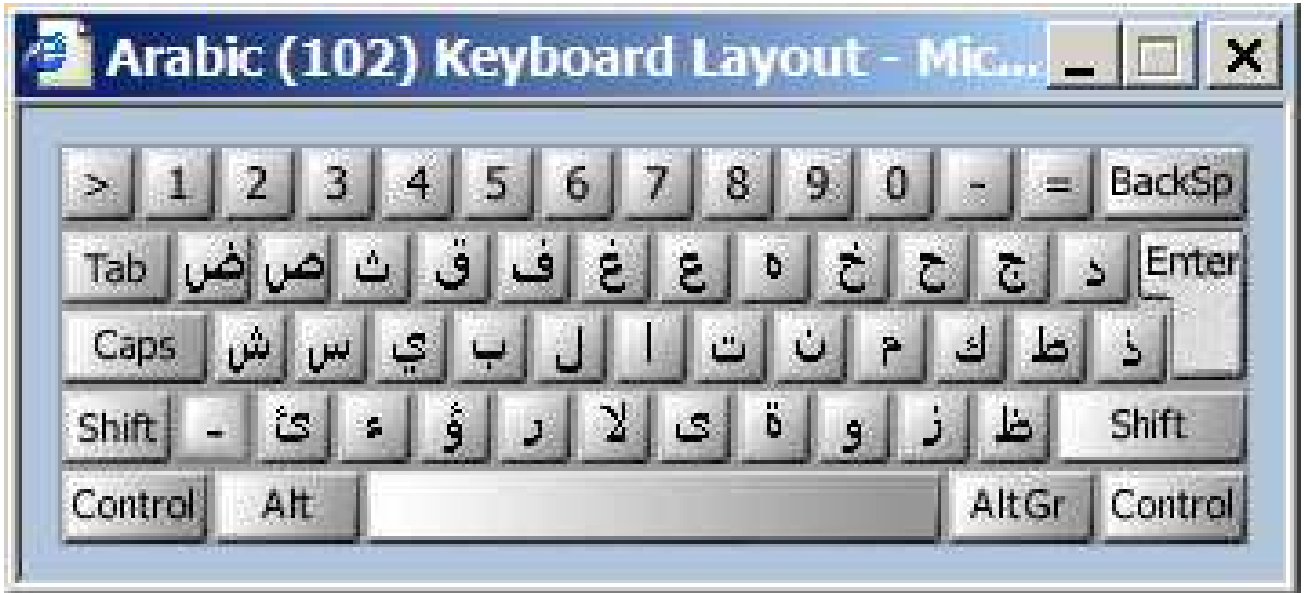 Arabic (102) Keyboard Layout - Mic...
> 1 2 3 4 5 6 7 8 9 0 - = BackSp
Tab ض ص ث ق ف غ ع ه خ ح ج د Enter
Caps ش س ي ب ل ا ت ن م ك ط ذ
Shift - ئ ء ؤ ر لا ى ة و ز ظ Shift
Control Alt AltGr Control